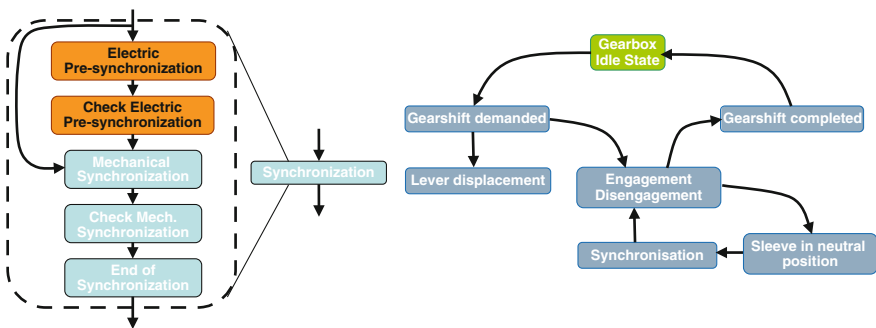 Electric
Pre-synchronization
Check Electric
Pre-synchronization
Mechanical
Synchronization
Check Mech.
Synchronization
End of
Synchronization
Synchronization
Gearbox
Idle State
Gearshift demanded
Gearshift completed
Lever displacement
Engagement
Disengagement
Synchronisation
Sleeve in neutral
position